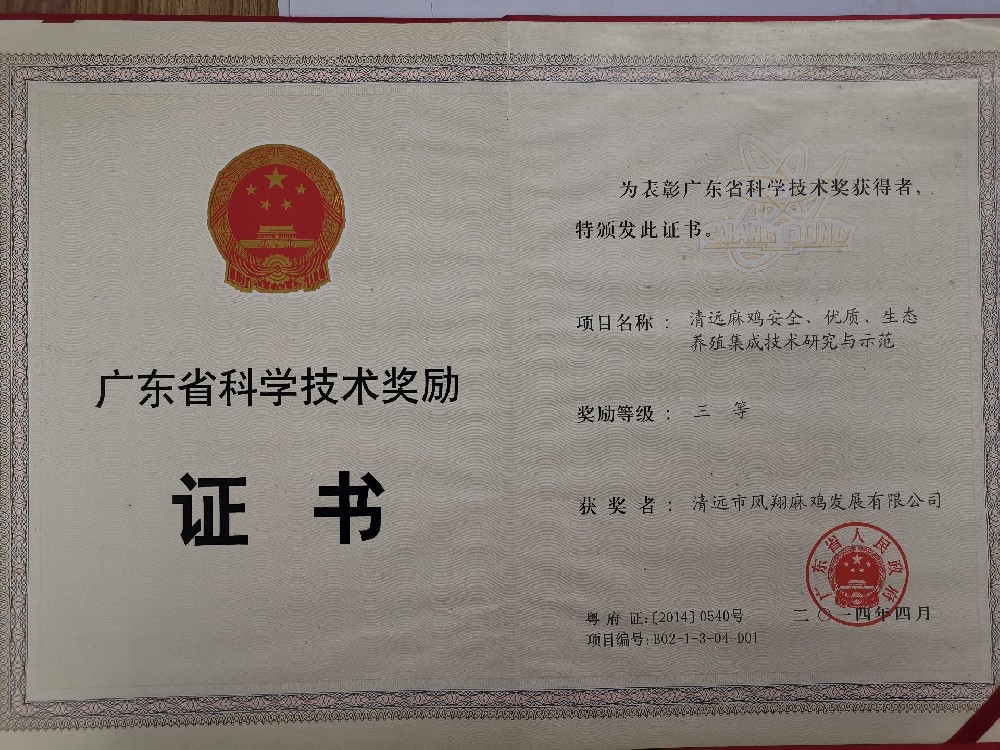 广东省科学技术奖励
证书
为表彰广东省科学技术奖获得者，
特颁发此证书。
GUANG DONG
项目名称：清远麻鸡安全、优质、生态
养殖集成技术研究与示范
奖励等级：三 等
获 奖 者：清远市凤翔麻鸡发展有限公司
广东省人民政府
二〇一四年四月
粤 府 证:[2014]0540号
项目编号:B02-1-3-04-D01